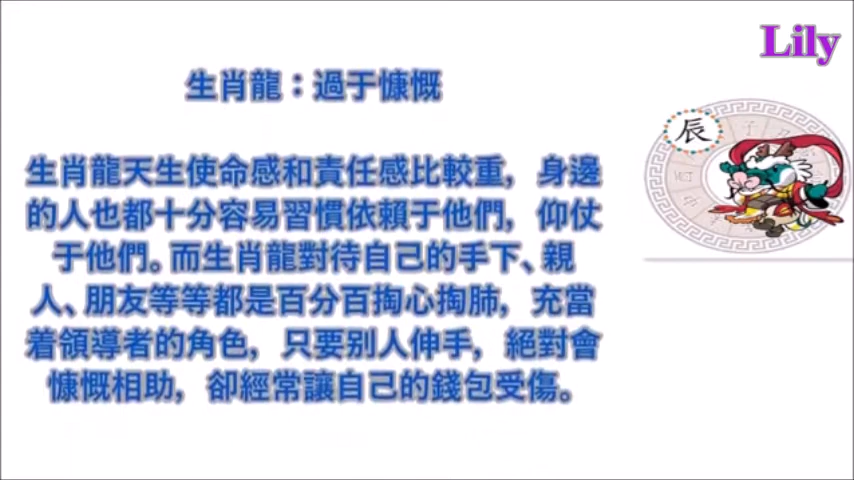 Lily
生肖龍：過于慷慨
辰
子
生肖龍天生使命感和責任感比較重，身邊
的人也都十分容易習慣依賴于他們，仰仗
于他們。而生肖龍對待自己的手下、親
人、朋友等等都是百分百掏心掏肺，充當
着領導者的角色，只要别人伸手，絕對會
慷慨相助，卻經常讓自己的錢包受傷。